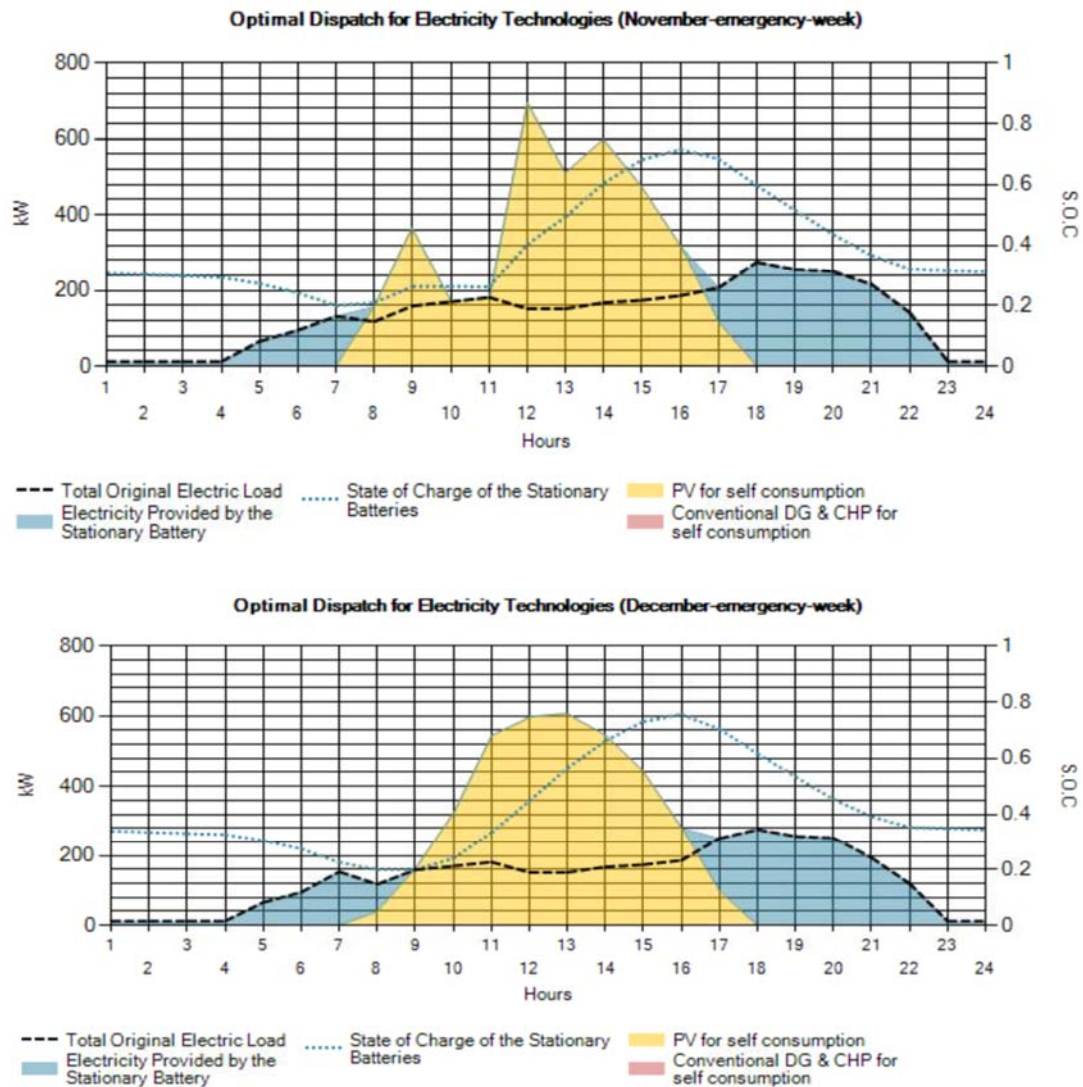 Optimal Dispatch for Electricity Technologies (November-emergency-week)
800 1
0.8
600
0.6
kW 400 S.O.C
0.4
200
0.2
0 0
1 3 5 7 9 11 13 15 17 19 21 23
2 4 6 8 10 12 14 16 18 20 22 24
Hours
Total Original Electric Load State of Charge of the Stationary PV for self consumption
Electricity Provided by the Batteries Conventional DG & CHP for
Stationary Battery self consumption
Optimal Dispatch for Electricity Technologies (December-emergency-week)
800 1
0.8
600
0.6
kW 400 S.O.C
0.4
200
0.2
0 0
1 3 5 7 9 11 13 15 17 19 21 23
2 4 6 8 10 12 14 16 18 20 22 24
Hours
Total Original Electric Load State of Charge of the Stationary PV for self consumption
Electricity Provided by the Batteries Conventional DG & CHP for
Stationary Battery self consumption